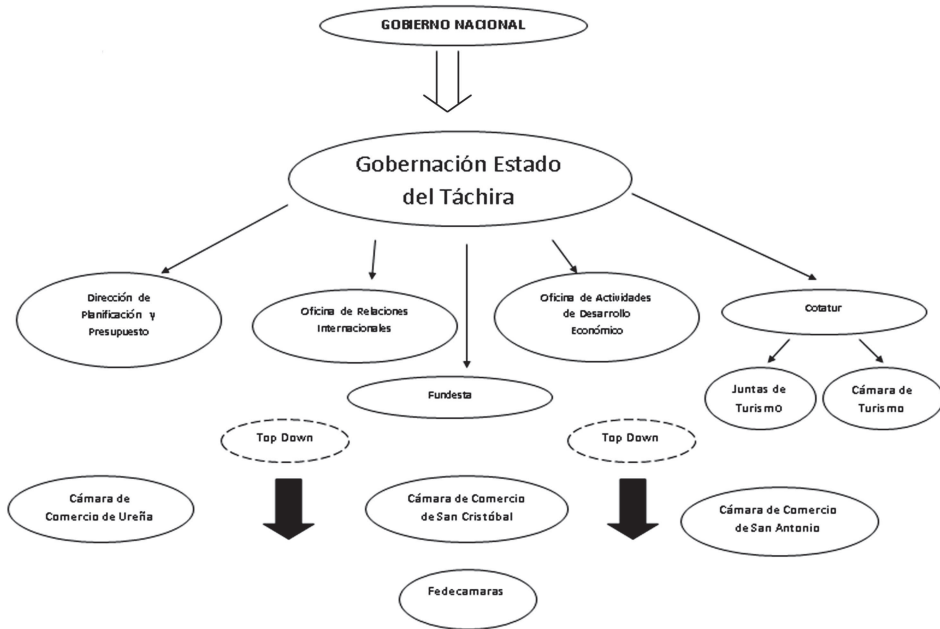 GOBIERNO NACIONAL
Gobernación Estado
del Táchira
Dirección de
Planificación y
Presupuesto
Oficina de Relaciones
Internacionales
Oficina de Actividades
de Desarrollo
Económico
Cotatur
Fundesta
Juntas de
Turismo
Cámara de
Turismo
Top Down
Top Down
Cámara de
Comercio de Ureña
Cámara de Comercio
de San Cristóbal
Cámara de Comercio
de San Antonio
Fedecamaras